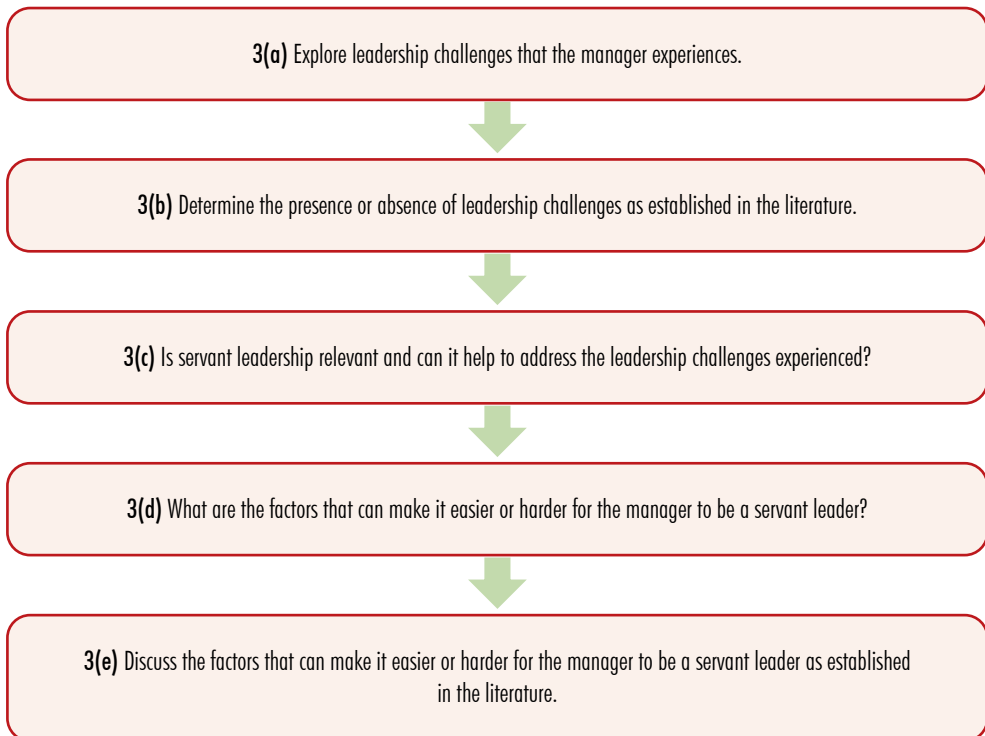 3(a) Explore leadership challenges that the manager experiences.
3(b) Determine the presence or absence of leadership challenges as established in the literature.
3(c) Is servant leadership relevant and can it help to address the leadership challenges experienced?
3(d) What are the factors that can make it easier or harder for the manager to be a servant leader?
3(e) Discuss the factors that can make it easier or harder for the manager to be a servant leader as established
in the literature.